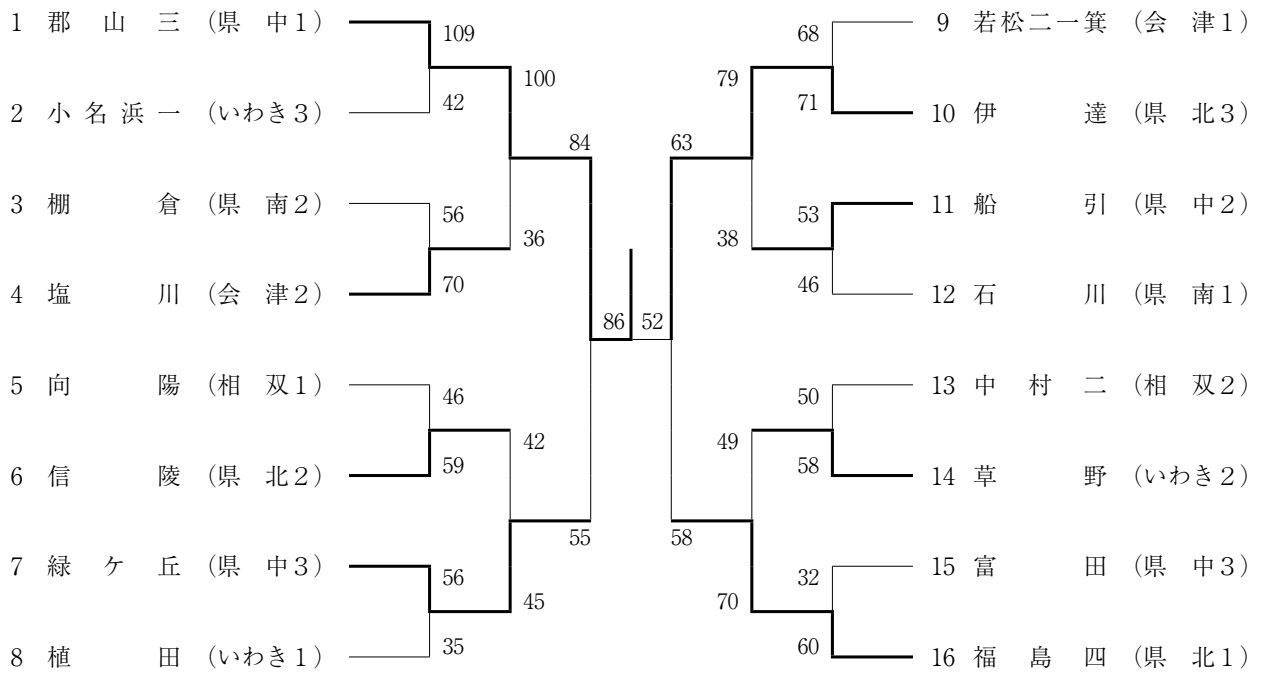 1 郡山三 (県中1)
109
100
2 小名浜一 (いわき3)
42
84
3 棚倉 (県南2)
56
36
4 塩川 (会津2)
70
86
5 向陽 (相双1)
46
42
6 信陵 (県北2)
59
55
7 緑ケ丘 (県中3)
56
45
8 植田 (いわき1)
35
68
9 若松二一箕 (会津1)
79
71
10 伊達 (県北3)
63
53
11 船引 (県中2)
38
46
12 石川 (県南1)
52
50
13 中村二 (相双2)
49
58
14 草野 (いわき2)
58
32
15 富田 (県中3)
70
60
16 福島四 (県北1)